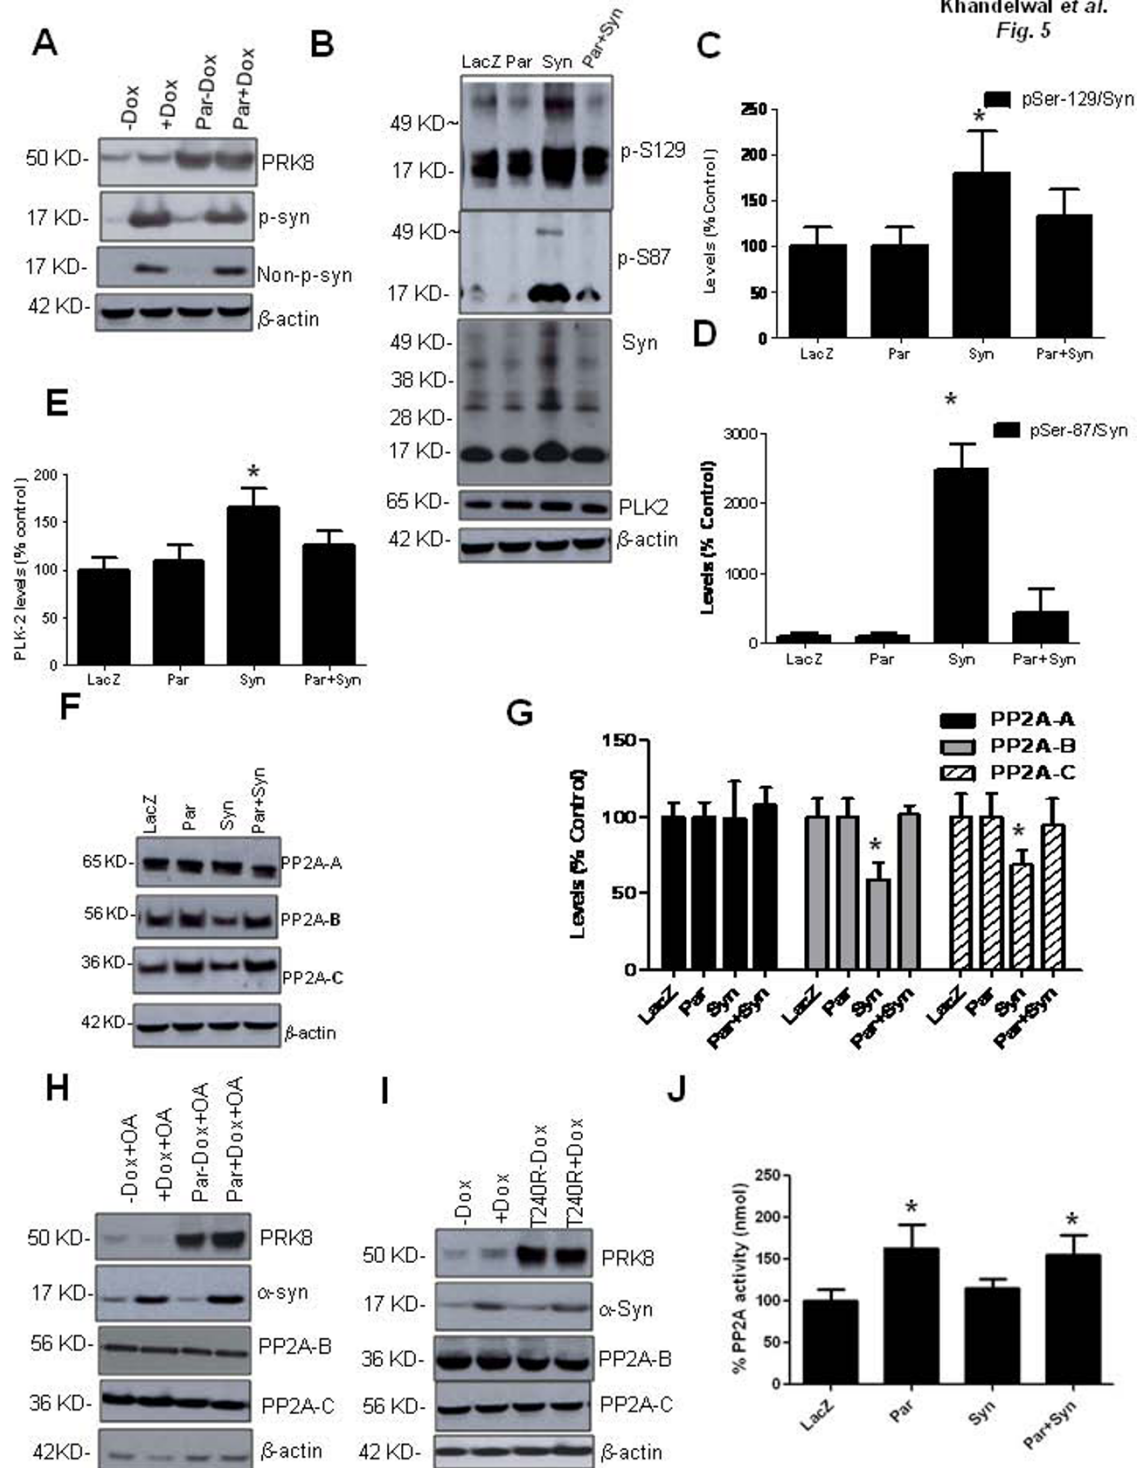 Khandelwal et al.
Fig. 5
A
-Dox
+Dox
Par-Dox
Par+Dox
50 KD-
PRK8
17 KD-
p-syn
17 KD-
Non-p-syn
42 KD-
β-actin
B
LacZ Par Syn Par+Syn
49 KD~
p-S129
17 KD-
49 KD~
p-S87
17 KD-
49 KD-
Syn
38 KD-
28 KD-
17 KD-
65 KD-
PLK2
42 KD-
β-actin
C
pSer-129/Syn
*
Levels (% Control)
250
200
150
100
50
0
LacZ Par Syn Par+Syn
D
pSer-87/Syn
*
Levels (% Control)
3000
2000
1000
0
LacZ Par Syn Par+Syn
E
*
PLK-2 levels (% control)
200
150
100
50
0
LacZ Par Syn Par+Syn
F
LacZ
Par
Syn
Par+Syn
65 KD-
PP2A-A
56 KD-
PP2A-B
36 KD-
PP2A-C
42 KD-
β-actin
G
PP2A-A
PP2A-B
PP2A-C
Levels (% Control)
150
100
50
0
*
*
LacZ Par Syn Par+Syn LacZ Par Syn Par+Syn LacZ Par Syn Par+Syn
H
-Dox+OA
+Dox+OA
Par-Dox+OA
Par+Dox+OA
50 KD-
PRK8
17 KD-
α-syn
56 KD-
PP2A-B
36 KD-
PP2A-C
42KD-
β-actin
I
-Dox
+Dox
T240R-Dox
T240R+Dox
50 KD-
PRK8
17 KD-
α-Syn
36 KD-
PP2A-B
56 KD-
PP2A-C
42 KD-
β-actin
J
% PP2A activity (nmol)
250
200
150
100
50
0
*
*
LacZ Par Syn Par+Syn